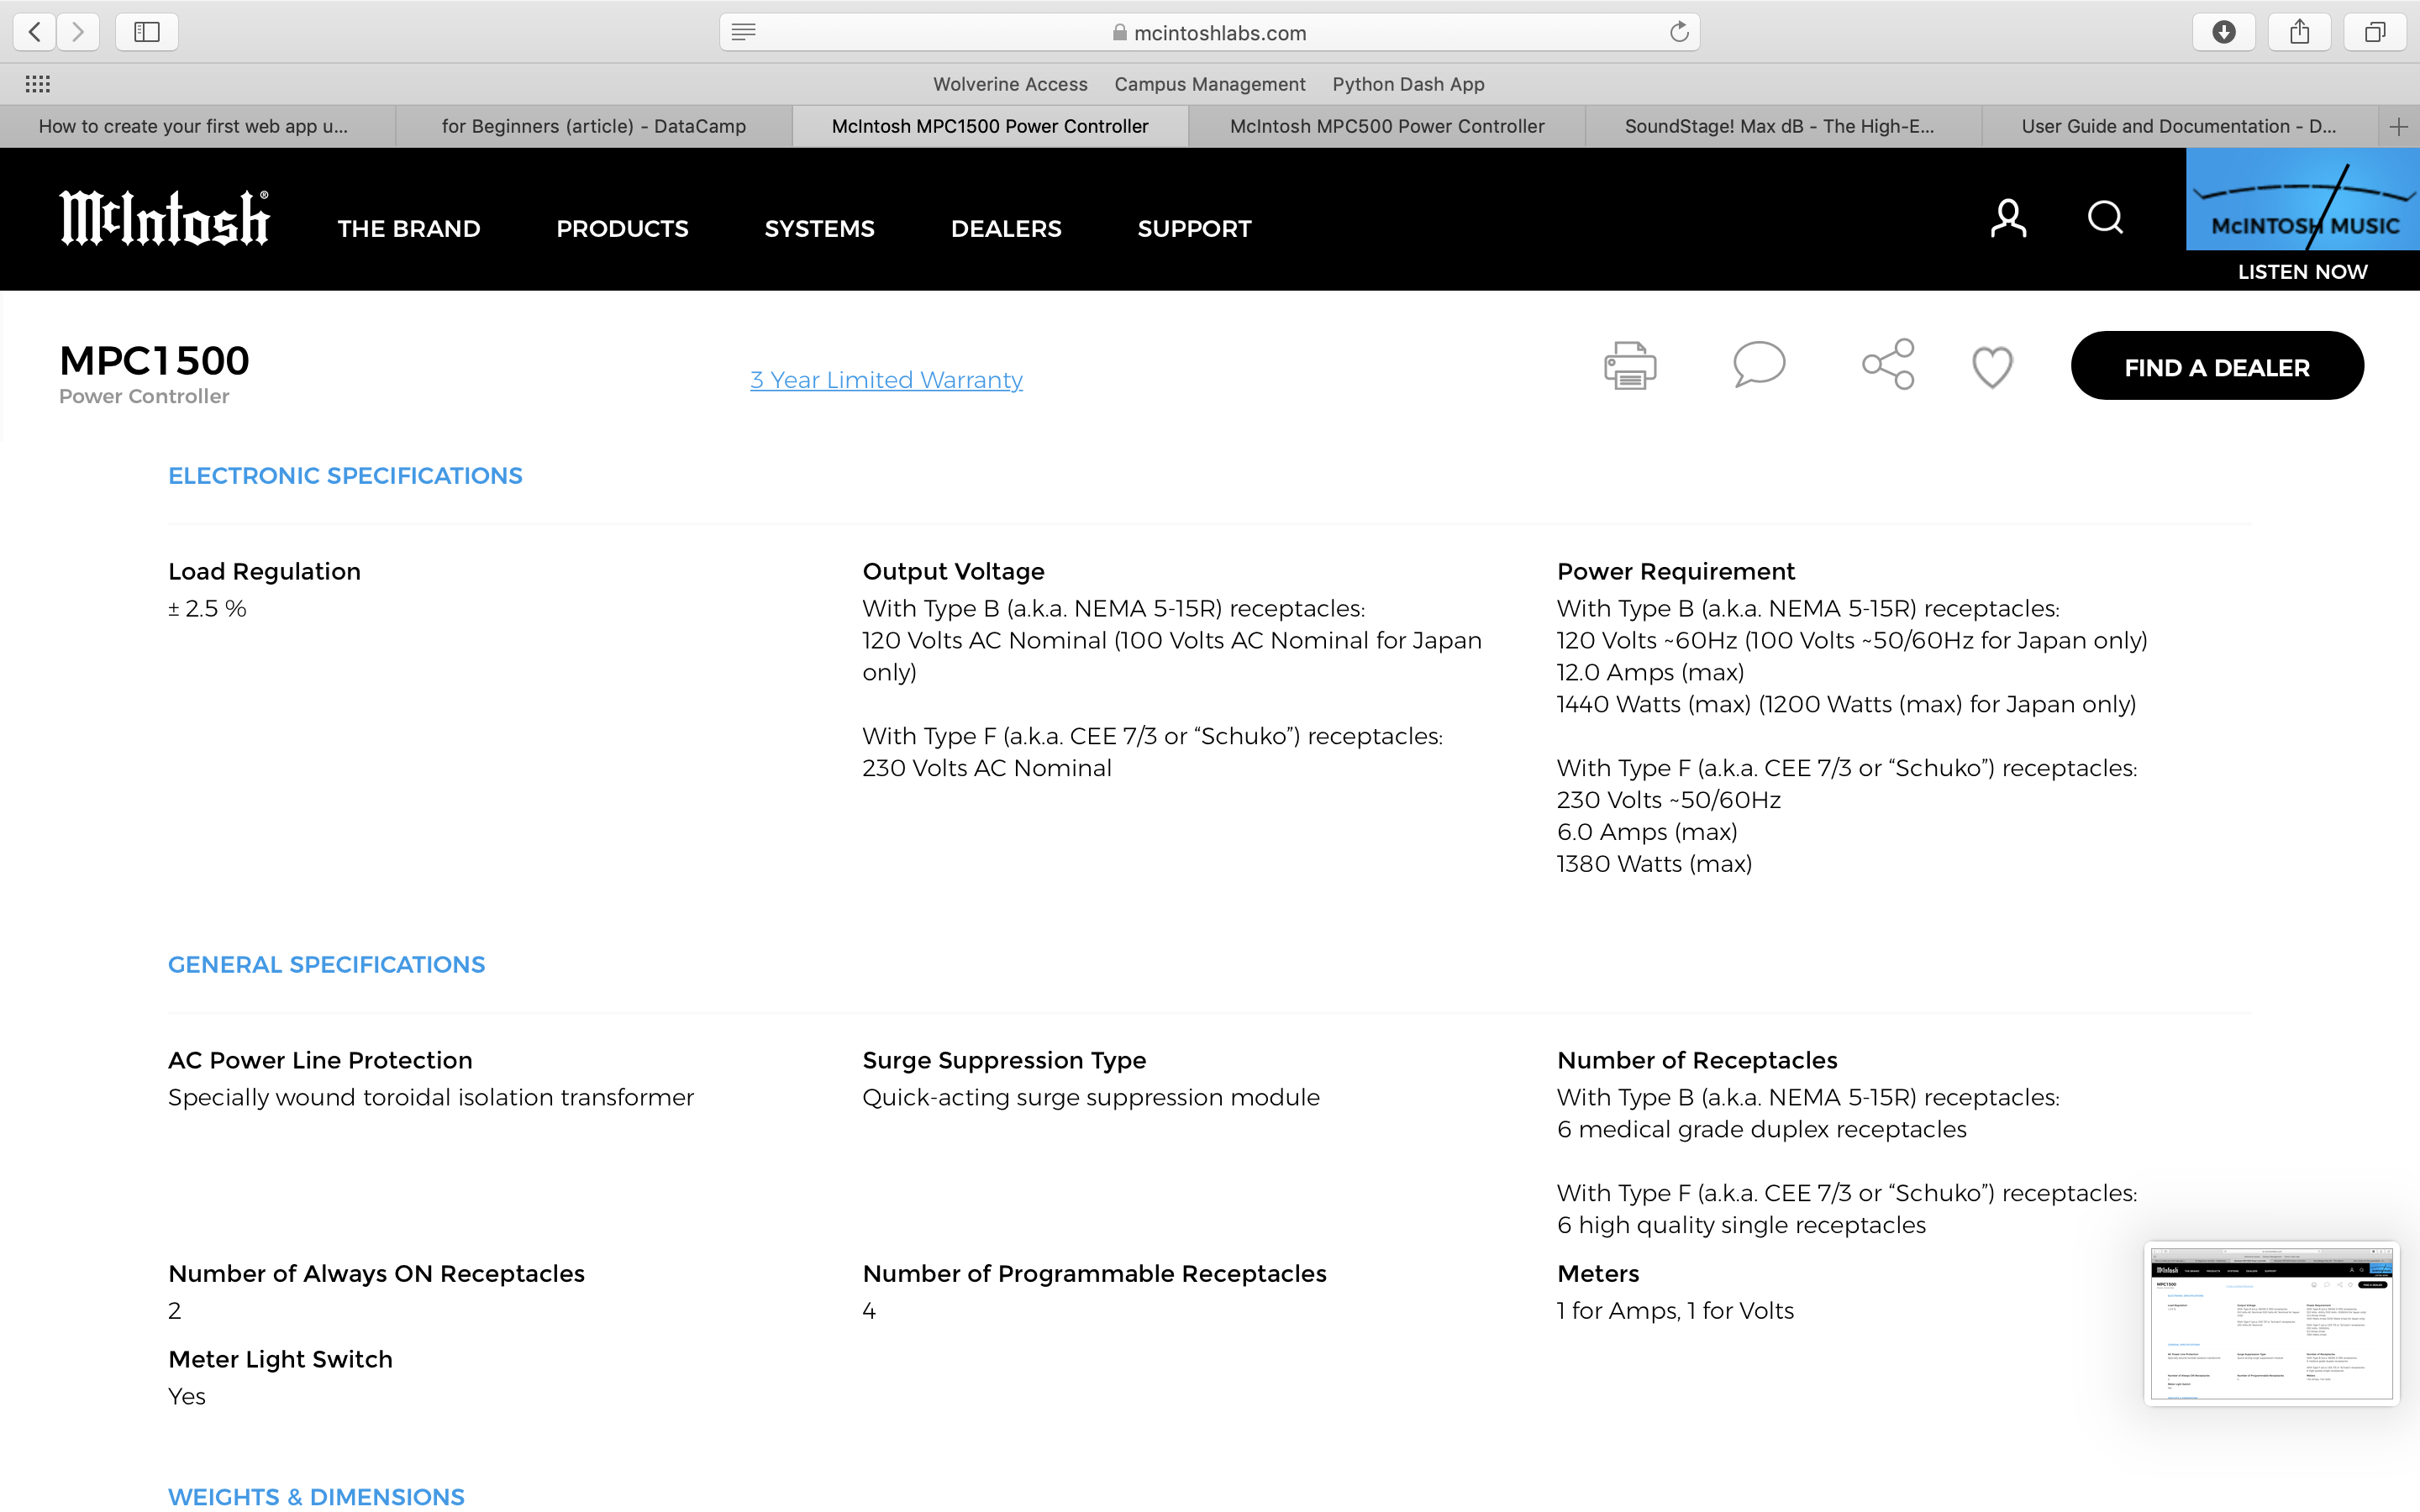 mcintoshlabs.com
Wolverine Access Campus Management Python Dash App
How to create your first web app u... for Beginners (article) - DataCamp McIntosh MPC1500 Power Controller McIntosh MPC500 Power Controller SoundStage! Max dB - The High-E... User Guide and Documentation - D...
McIntosh® THE BRAND PRODUCTS SYSTEMS DEALERS SUPPORT McINTOSH MUSIC
LISTEN NOW
MPC1500
Power Controller
3 Year Limited Warranty
FIND A DEALER
ELECTRONIC SPECIFICATIONS
Load Regulation
± 2.5 %
Output Voltage
With Type B (a.k.a. NEMA 5-15R) receptacles:
120 Volts AC Nominal (100 Volts AC Nominal for Japan
only)
With Type F (a.k.a. CEE 7/3 or “Schuko”) receptacles:
230 Volts AC Nominal
Power Requirement
With Type B (a.k.a. NEMA 5-15R) receptacles:
120 Volts ~60Hz (100 Volts ~50/60Hz for Japan only)
12.0 Amps (max)
1440 Watts (max) (1200 Watts (max) for Japan only)
With Type F (a.k.a. CEE 7/3 or “Schuko”) receptacles:
230 Volts ~50/60Hz
6.0 Amps (max)
1380 Watts (max)
GENERAL SPECIFICATIONS
AC Power Line Protection
Specially wound toroidal isolation transformer
Surge Suppression Type
Quick-acting surge suppression module
Number of Receptacles
With Type B (a.k.a. NEMA 5-15R) receptacles:
6 medical grade duplex receptacles
With Type F (a.k.a. CEE 7/3 or “Schuko”) receptacles:
6 high quality single receptacles
Number of Always ON Receptacles
2
Number of Programmable Receptacles
4
Meters
1 for Amps, 1 for Volts
Meter Light Switch
Yes
WEIGHTS & DIMENSIONS